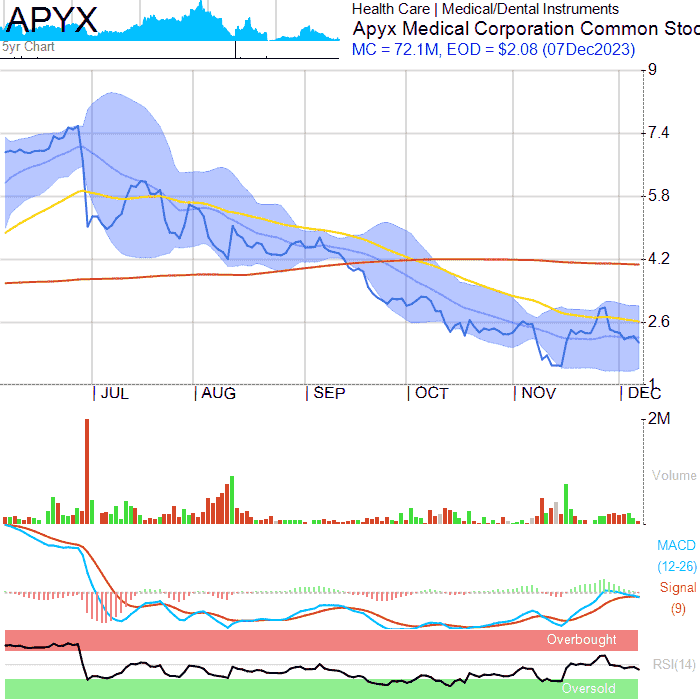 APYX
5yr Chart
Health Care | Medical/Dental Instruments
Apyx Medical Corporation Common Stoc
MC = 72.1M, EOD = $2.08 (07Dec2023)
9
7.4
5.8
4.2
2.6
1
JUL AUG SEP OCT NOV DEC
2M
Volume
MACD
(12-26)
Signal
(9)
Overbought
RSI(14)
Oversold